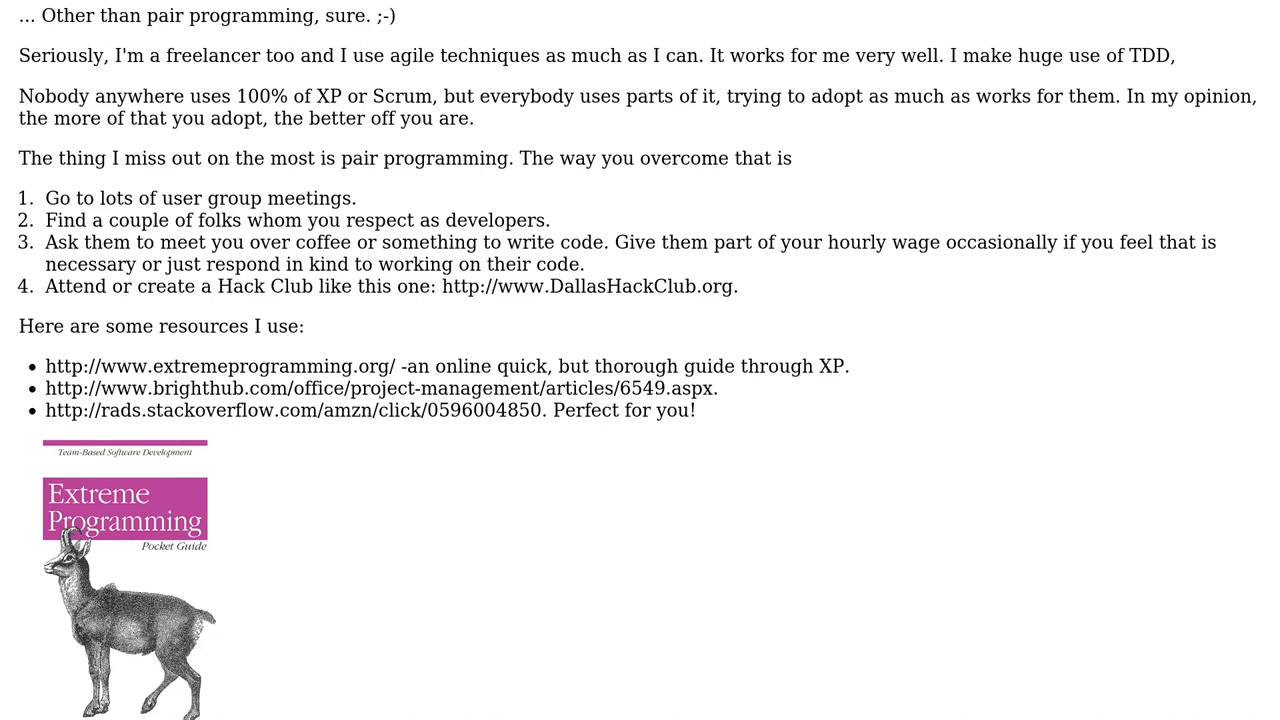 ... Other than pair programming, sure. ;-)
Seriously, I'm a freelancer too and I use agile techniques as much as I can. It works for me very well. I make huge use of TDD,
Nobody anywhere uses 100% of XP or Scrum, but everybody uses parts of it, trying to adopt as much as works for them. In my opinion,
the more of that you adopt, the better off you are.
The thing I miss out on the most is pair programming. The way you overcome that is
1. Go to lots of user group meetings.
2. Find a couple of folks whom you respect as developers.
3. Ask them to meet you over coffee or something to write code. Give them part of your hourly wage occasionally if you feel that is
necessary or just respond in kind to working on their code.
4. Attend or create a Hack Club like this one: http://www.DallasHackClub.org.
Here are some resources I use:
• http://www.extremeprogramming.org/ -an online quick, but thorough guide through XP.
• http://www.brighthub.com/office/project-management/articles/6549.aspx.
• http://rads.stackoverflow.com/amzn/click/0596004850. Perfect for you!
Team-Based Software Development
Extreme
Programming
Pocket Guide